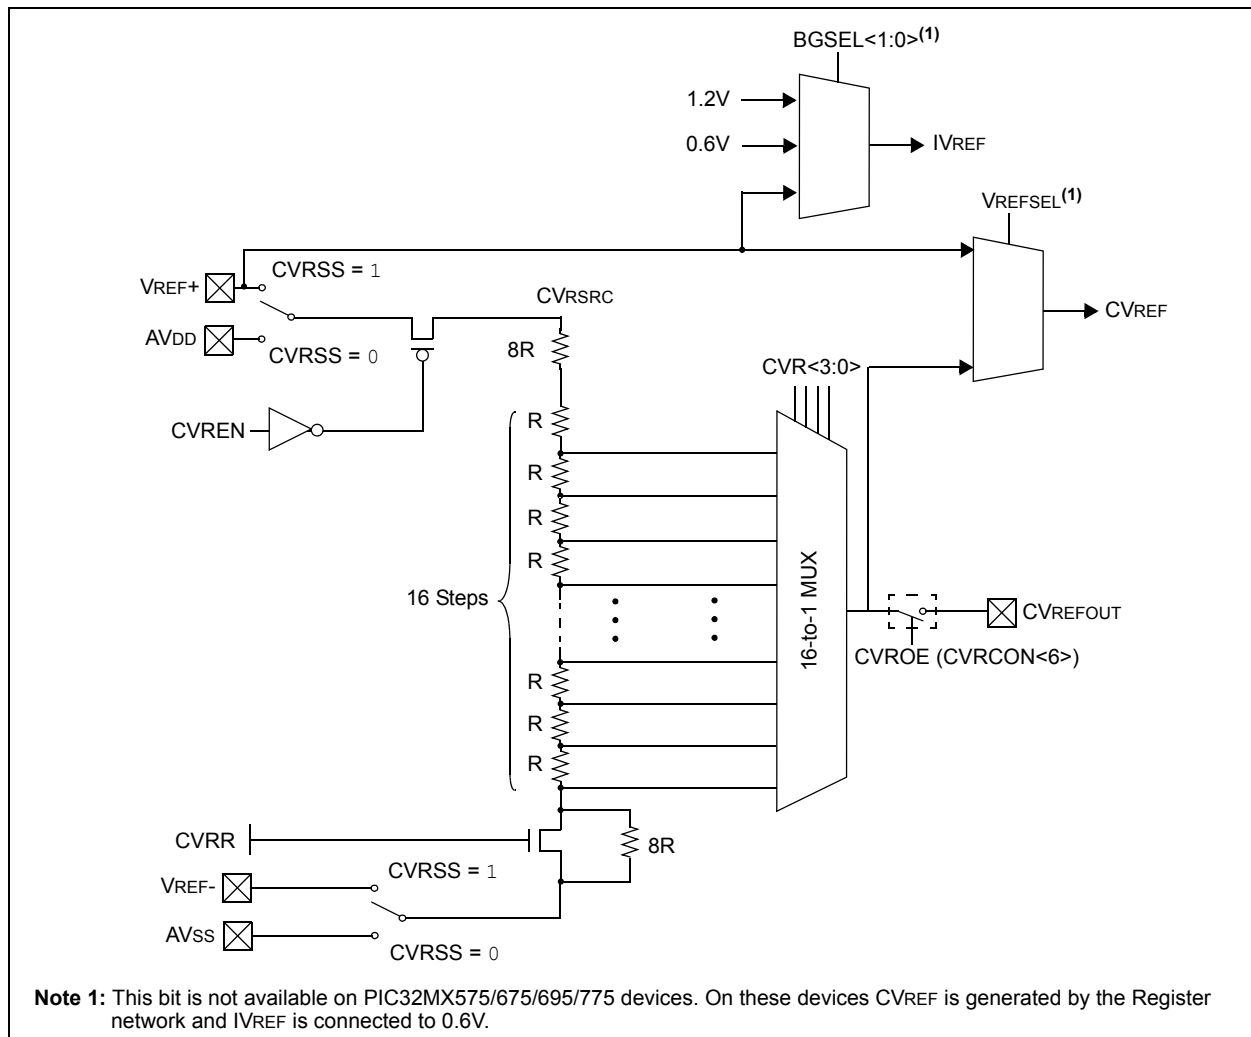 BGSEL<1:0>(1)
1.2V
0.6V
IVREF
VREFSEL(1)
CVRSS = 1
VREF+
CVRSRC
CVREF
AVDD
CVRSS = 0
8R
CVR<3:0>
CVREN
R
R
R
R
16 Steps
16-to-1 MUX
CVREFOUT
CVROE (CVRCON<6>)
R
R
R
CVRR
8R
CVRSS = 1
VREF-
AVSS
CVRSS = 0
Note 1: This bit is not available on PIC32MX575/675/695/775 devices. On these devices CVREF is generated by the Register
network and IVREF is connected to 0.6V.